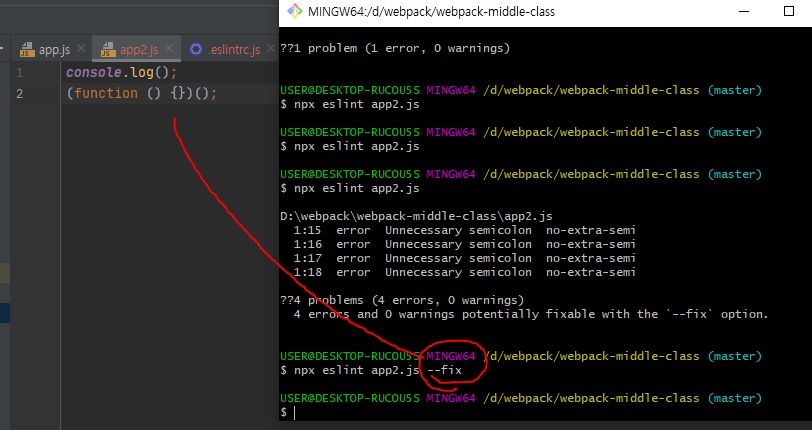 app.js
app2.js
.eslintrc.js
1 console.log();
2 (function () {})();
MINGW64:/d/webpack/webpack-middle-class
??1 problem (1 error, 0 warnings)
USER@DESKTOP-RUCOU5S MINGW64 /d/webpack/webpack-middle-class (master)
$ npx eslint app2.js
USER@DESKTOP-RUCOU5S MINGW64 /d/webpack/webpack-middle-class (master)
$ npx eslint app2.js
USER@DESKTOP-RUCOU5S MINGW64 /d/webpack/webpack-middle-class (master)
$ npx eslint app2.js
D:\webpack\webpack-middle-class\app2.js
1:15 error Unnecessary semicolon no-extra-semi
1:16 error Unnecessary semicolon no-extra-semi
1:17 error Unnecessary semicolon no-extra-semi
1:18 error Unnecessary semicolon no-extra-semi
??4 problems (4 errors, 0 warnings)
4 errors and 0 warnings potentially fixable with the `--fix` option.
USER@DESKTOP-RUCOU5S MINGW64 /d/webpack/webpack-middle-class (master)
$ npx eslint app2.js --fix
USER@DESKTOP-RUCOU5S MINGW64 /d/webpack/webpack-middle-class (master)
$